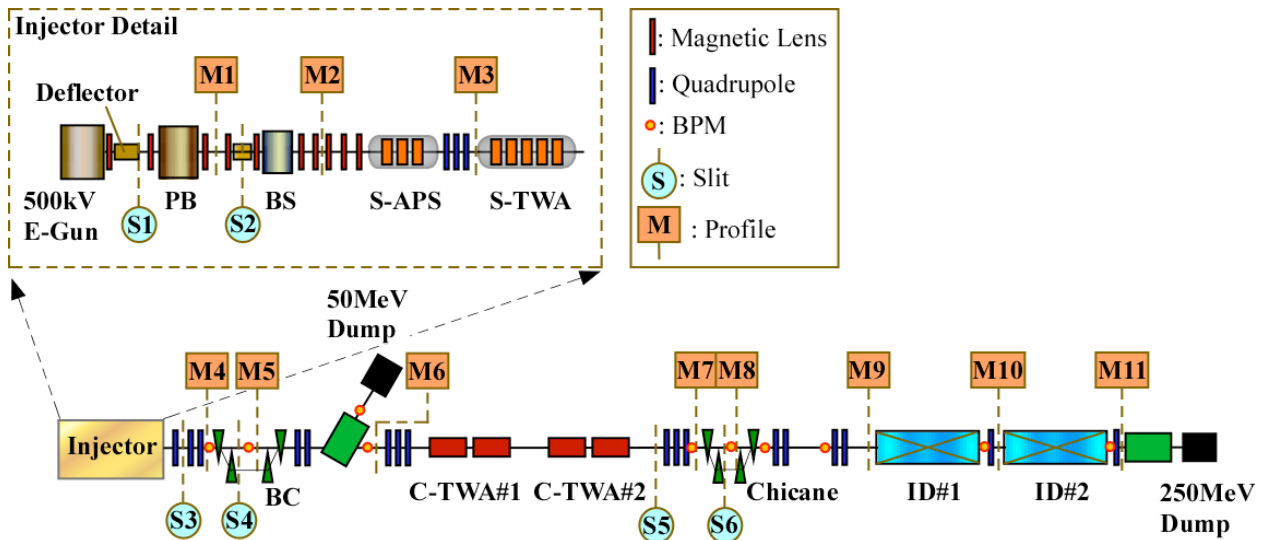 Injector Detail
: Magnetic Lens
: Quadrupole
: BPM
S : Slit
M : Profile
M1
M2
M3
Deflector
500kV
E-Gun
PB
BS
S-APS
S-TWA
S1
S2
50MeV
Dump
M4
M5
M6
M7
M8
M9
M10
M11
Injector
BC
C-TWA#1
C-TWA#2
Chicane
ID#1
ID#2
250MeV
Dump
S3
S4
S5
S6